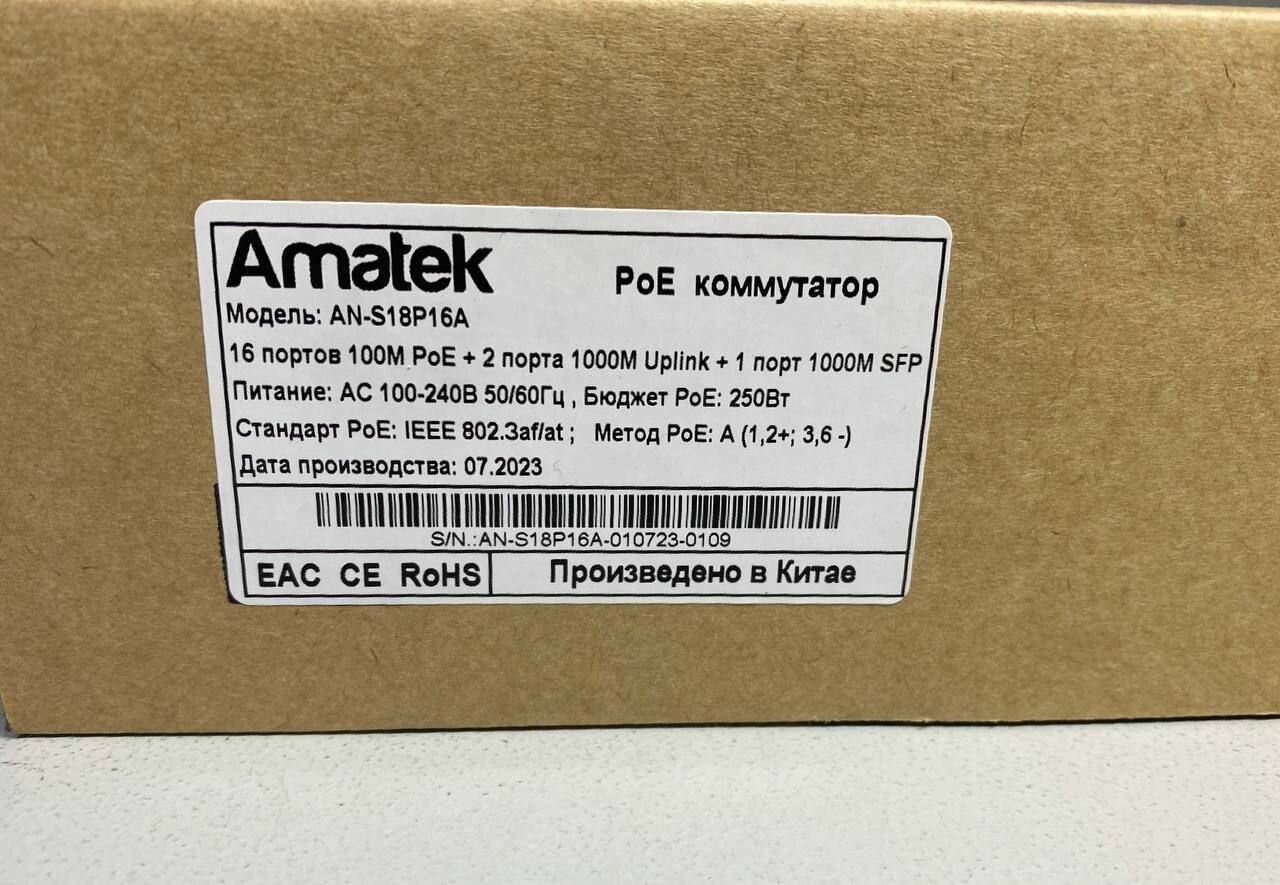 Amatek
PoE коммутатор
Модель: AN-S18P16A
16 портов 100M PoE + 2 порта 1000M Uplink + 1 порт 1000M SFP
Питание: AC 100-240В 50/60Гц , Бюджет PoE: 250Вт
Стандарт PoE: IEEE 802.3af/at ; Метод PoE: A (1,2+; 3,6 -)
Дата производства: 07.2023
S/N.:AN-S18P16A-010723-0109
EAC CE RoHS
Произведено в Китае